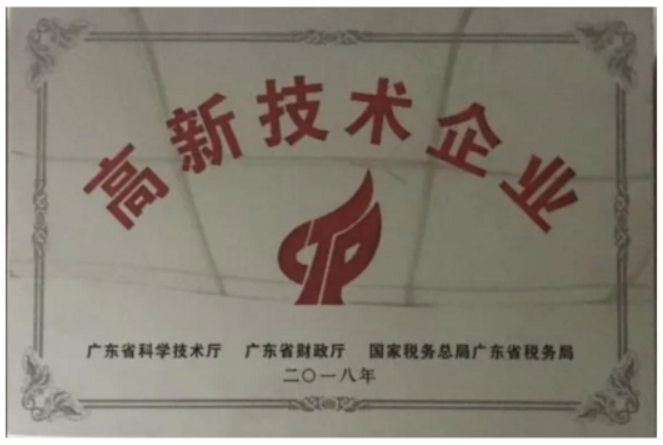 高新技术企业
广东省科学技术厅 广东省财政厅 国家税务总局广东省税务局
二〇一八年